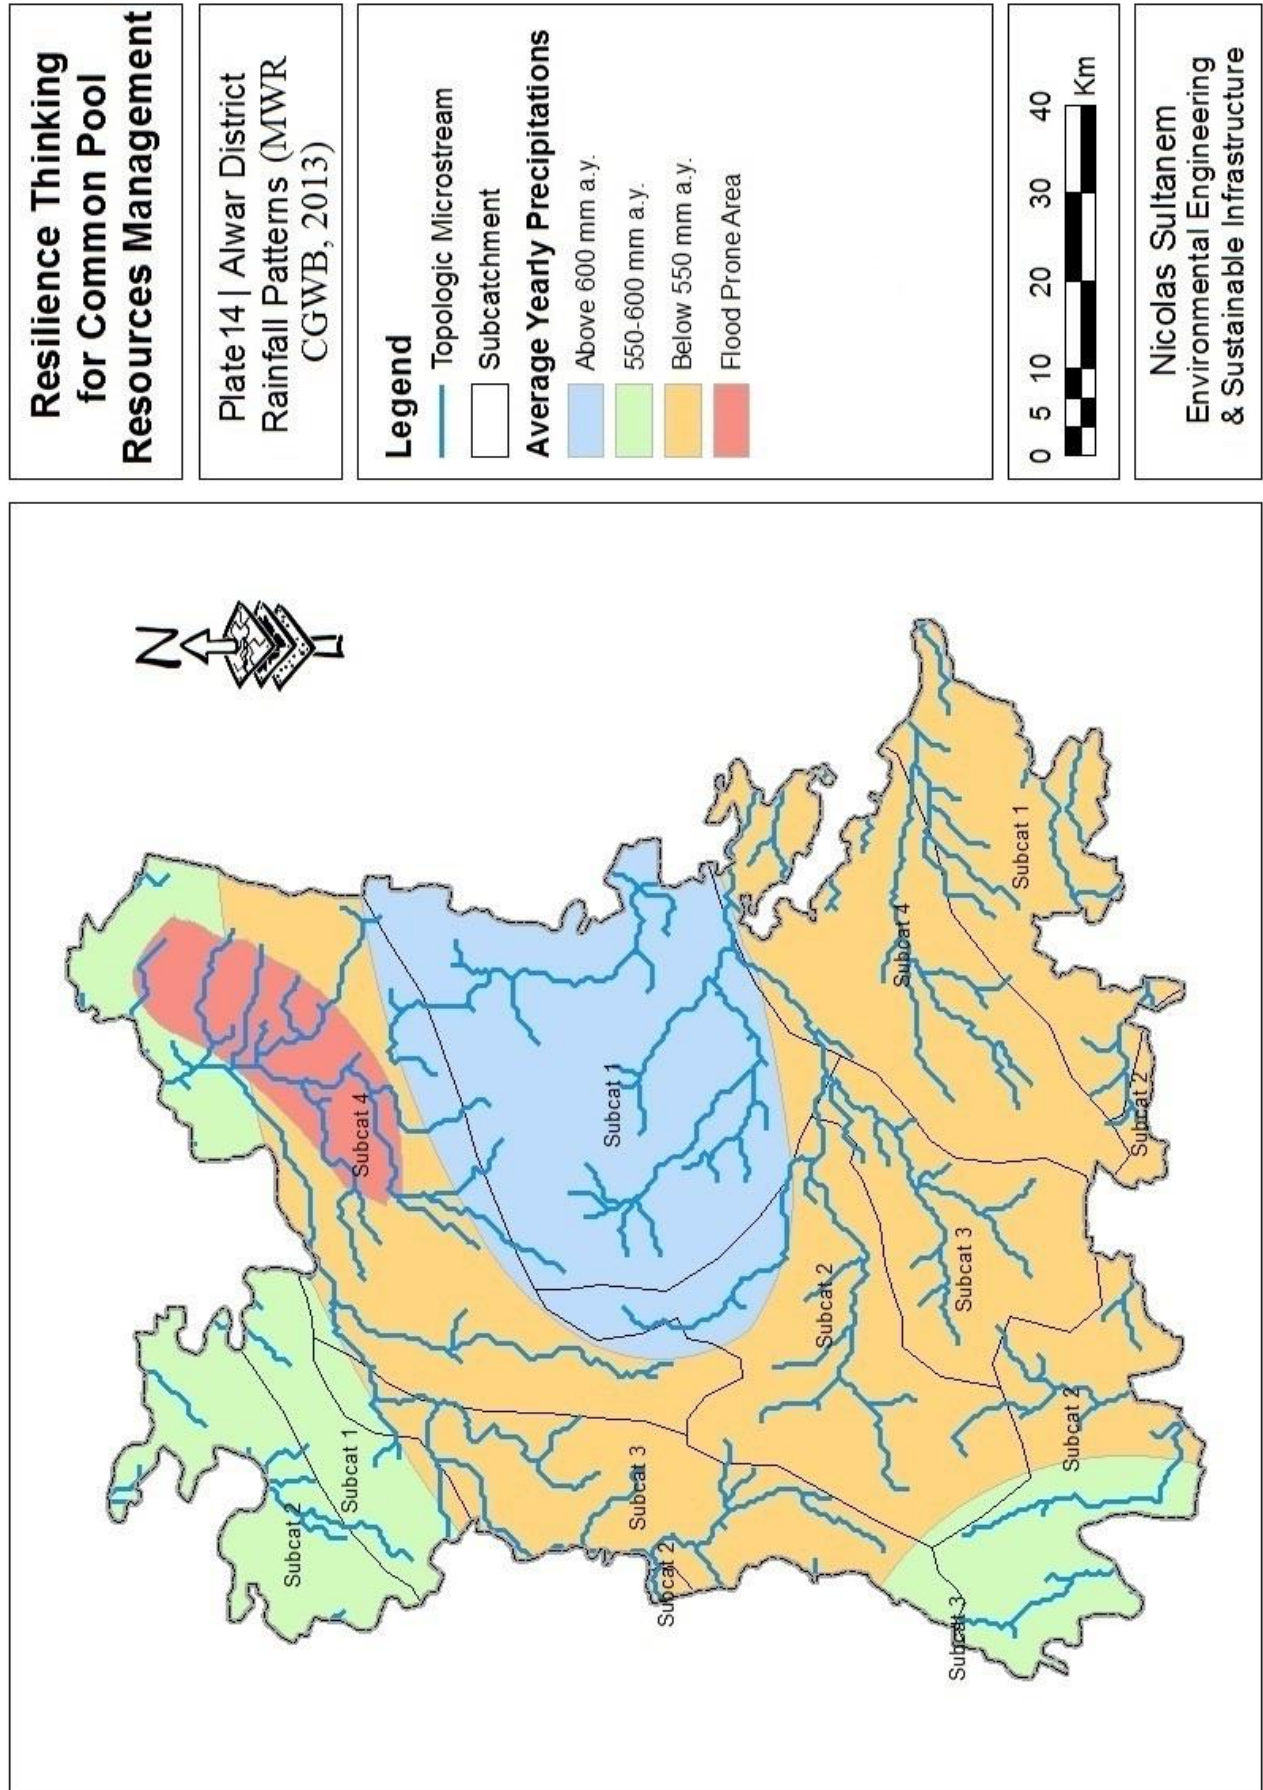 Resilience Thinking
for Common Pool
Resources Management
Plate14 | Alwar District
Rainfall Patterns (MWR
CGWB, 2013)
Legend
Topologic Microstream
Subcatchment
Average Yearly Precipitations
Above 600 mm a.y.
550-600 mm a.y.
Below 550 mm a.y.
Flood Prone Area
0 5 10 20 30 40
Km
Nicolas Sultanem
Environmental Engineering
& Sustainable Infrastructure
N
Subcat 2
Subcat 1
Subcat 4
Subcat 1
Subcat 3
Subcat 2
Subcat 2
Subcat 4
Subcat 3
Subcat 3
Subcat 1
Subcat 2
Subcat 2